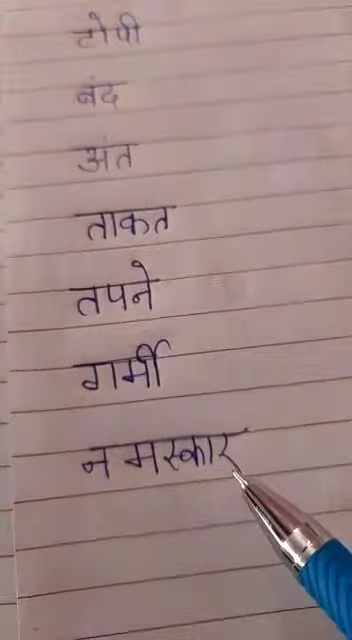 टोपी
बंद
अंत
ताकत
तपने
गर्मी
नमस्कार